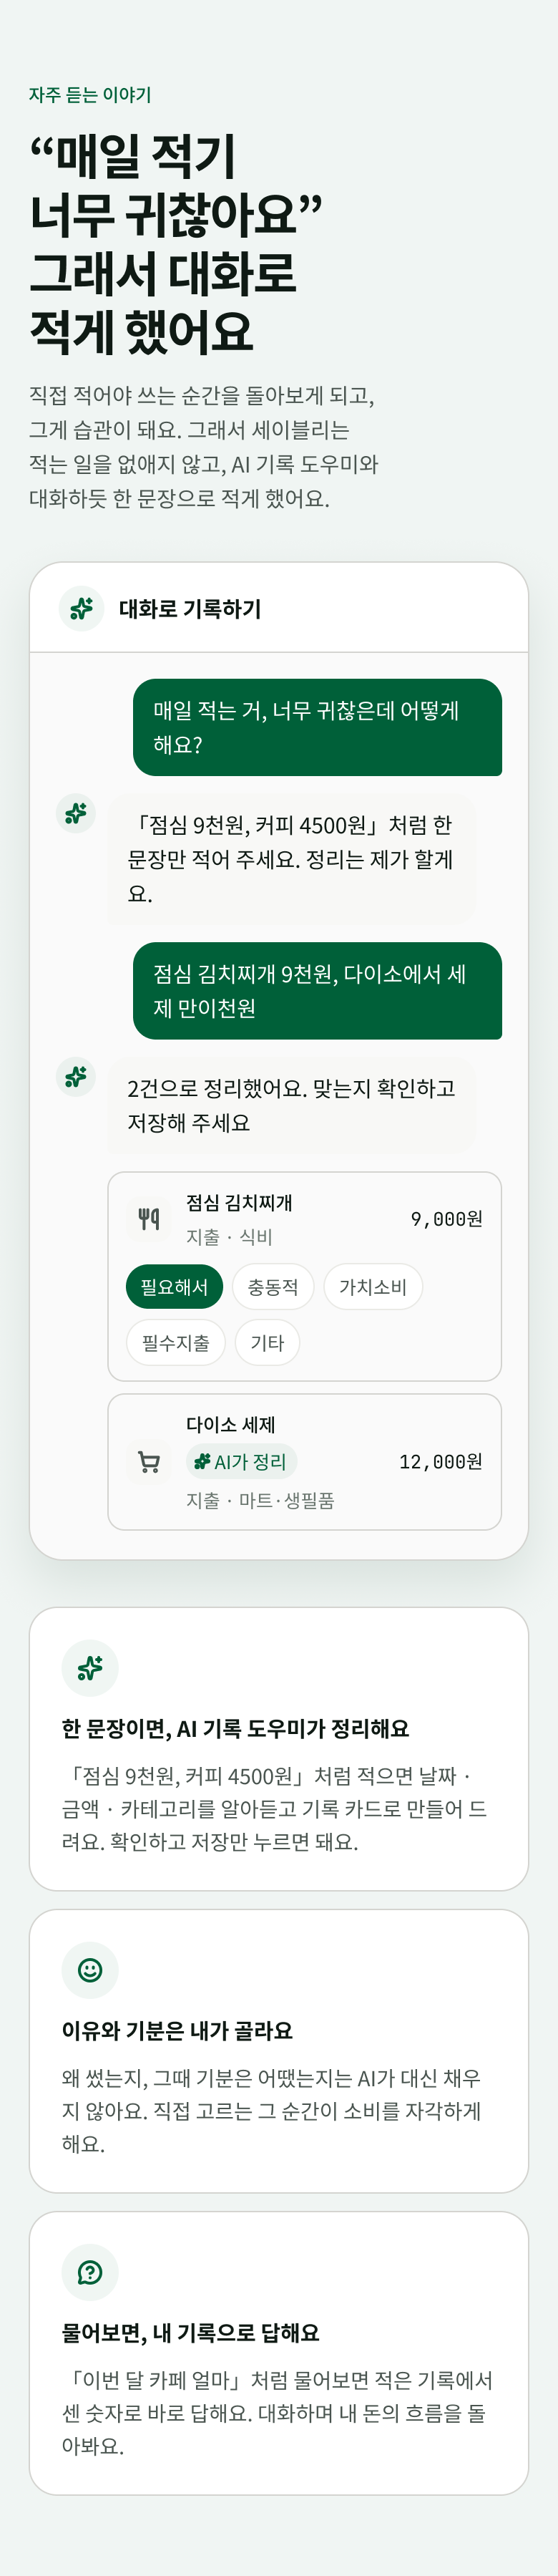 자주 듣는 이야기
“매일 적기
너무 귀찮아요”
그래서 대화로
적게 했어요
직접 적어야 쓰는 순간을 돌아보게 되고,
그게 습관이 돼요. 그래서 세이블리는
적는 일을 없애지 않고, AI 기록 도우미와
대화하듯 한 문장으로 적게 했어요.
대화로 기록하기
매일 적는 거, 너무 귀찮은데 어떻게
해요?
「점심 9천원, 커피 4500원」처럼 한
문장만 적어 주세요. 정리는 제가 할게
요.
점심 김치찌개 9천원, 다이소에서 세
제 만이천원
2건으로 정리했어요. 맞는지 확인하고
저장해 주세요
점심 김치찌개
9,000원
지출 · 식비
필요해서 충동적 가치소비
필수지출 기타
다이소 세제
AI가 정리
12,000원
지출 · 마트·생필품
한 문장이면, AI 기록 도우미가 정리해요
「점심 9천원, 커피 4500원」처럼 적으면 날짜 ·
금액 · 카테고리를 알아듣고 기록 카드로 만들어 드
려요. 확인하고 저장만 누르면 돼요.
이유와 기분은 내가 골라요
왜 썼는지, 그때 기분은 어땠는지는 AI가 대신 채우
지 않아요. 직접 고르는 그 순간이 소비를 자각하게
해요.
물어보면, 내 기록으로 답해요
「이번 달 카페 얼마」처럼 물어보면 적은 기록에서
센 숫자로 바로 답해요. 대화하며 내 돈의 흐름을 돌
아봐요.